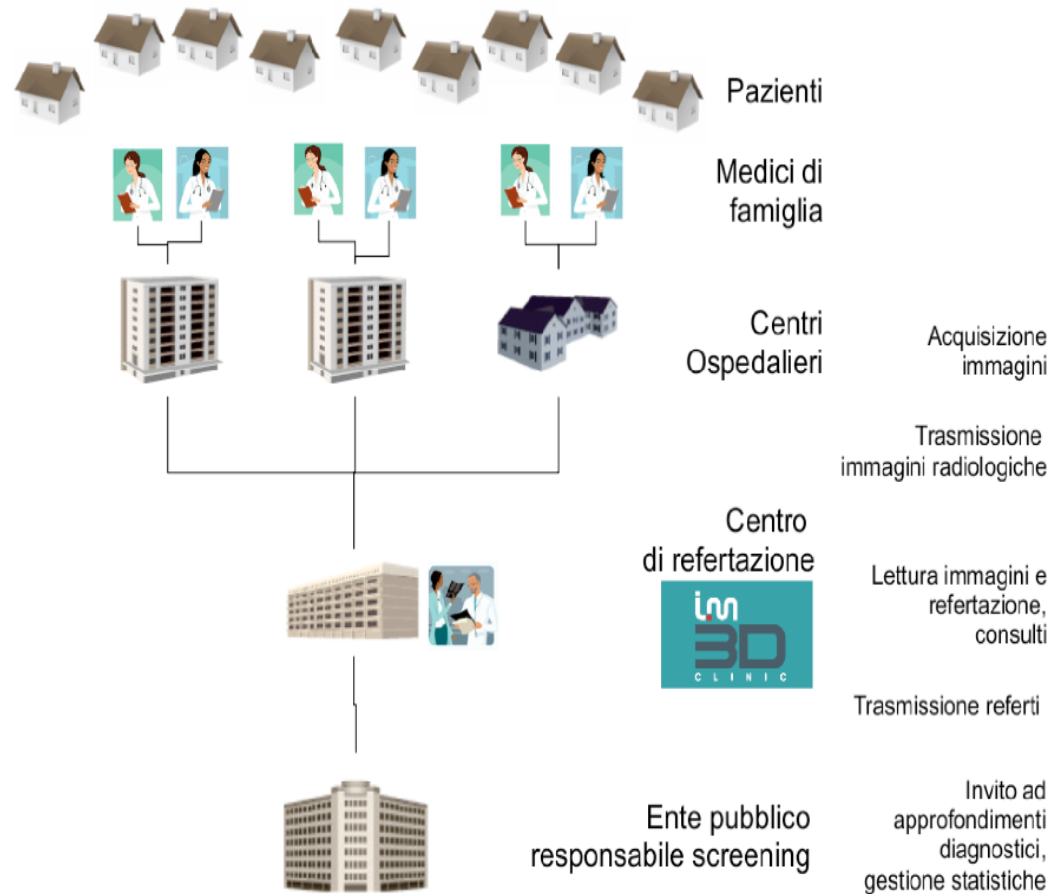 Pazienti
Medici di
famiglia
Centri
Ospedalieri
Acquisizione
immagini
Trasmissione
immagini radiologiche
Centro
di refertazione
im
3D
CLINIC
Lettura immagini e
refertazione,
consulti
Trasmissione referti
Ente pubblico
responsabile screening
Invito ad
approfondimenti
diagnostici,
gestione statistiche